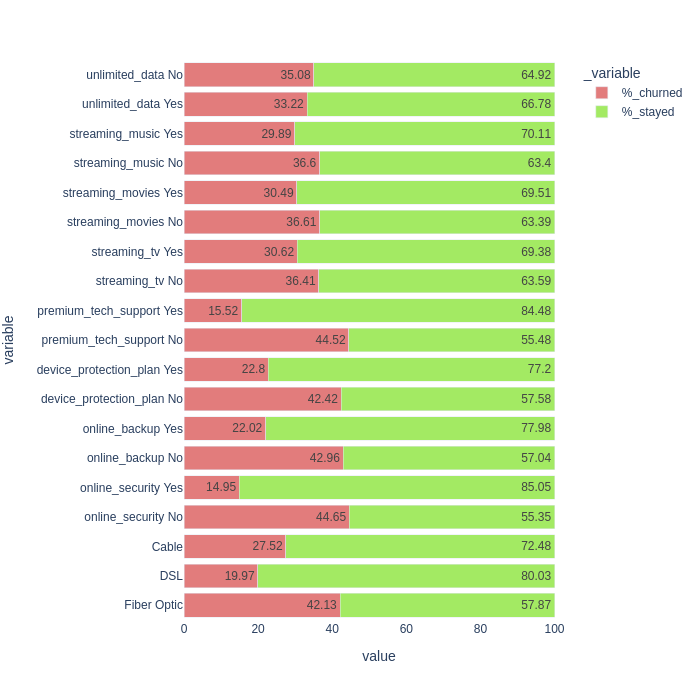 _variable
%_churned
%_stayed
variable
unlimited_data No 35.08 64.92
unlimited_data Yes 33.22 66.78
streaming_music Yes 29.89 70.11
streaming_music No 36.6 63.4
streaming_movies Yes 30.49 69.51
streaming_movies No 36.61 63.39
streaming_tv Yes 30.62 69.38
streaming_tv No 36.41 63.59
premium_tech_support Yes 15.52 84.48
premium_tech_support No 44.52 55.48
device_protection_plan Yes 22.8 77.2
device_protection_plan No 42.42 57.58
online_backup Yes 22.02 77.98
online_backup No 42.96 57.04
online_security Yes 14.95 85.05
online_security No 44.65 55.35
Cable 27.52 72.48
DSL 19.97 80.03
Fiber Optic 42.13 57.87
0 20 40 60 80 100
value